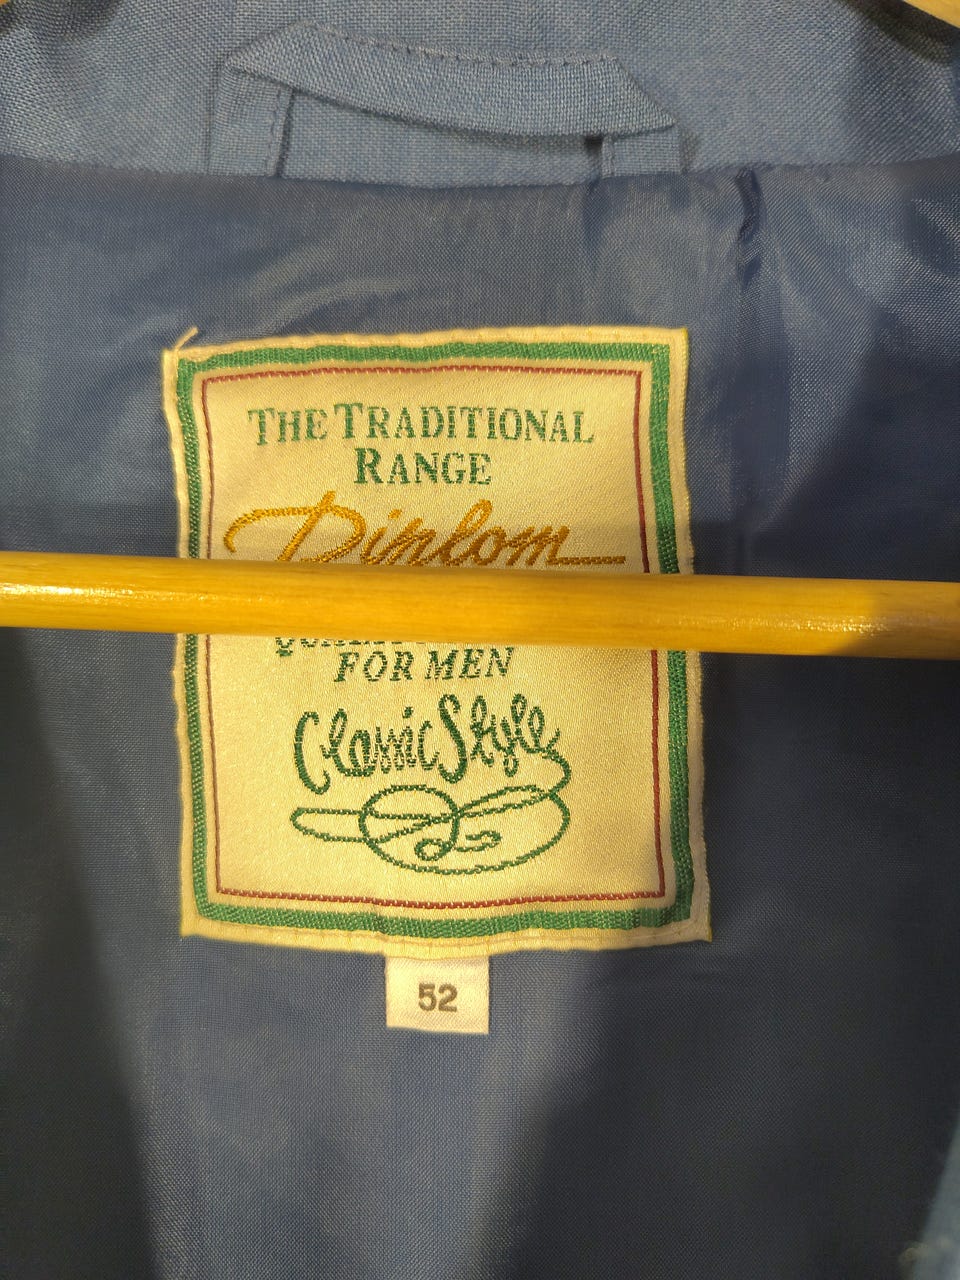 THE TRADITIONAL
RANGE
Diplom
FOR MEN
Classic Style
52